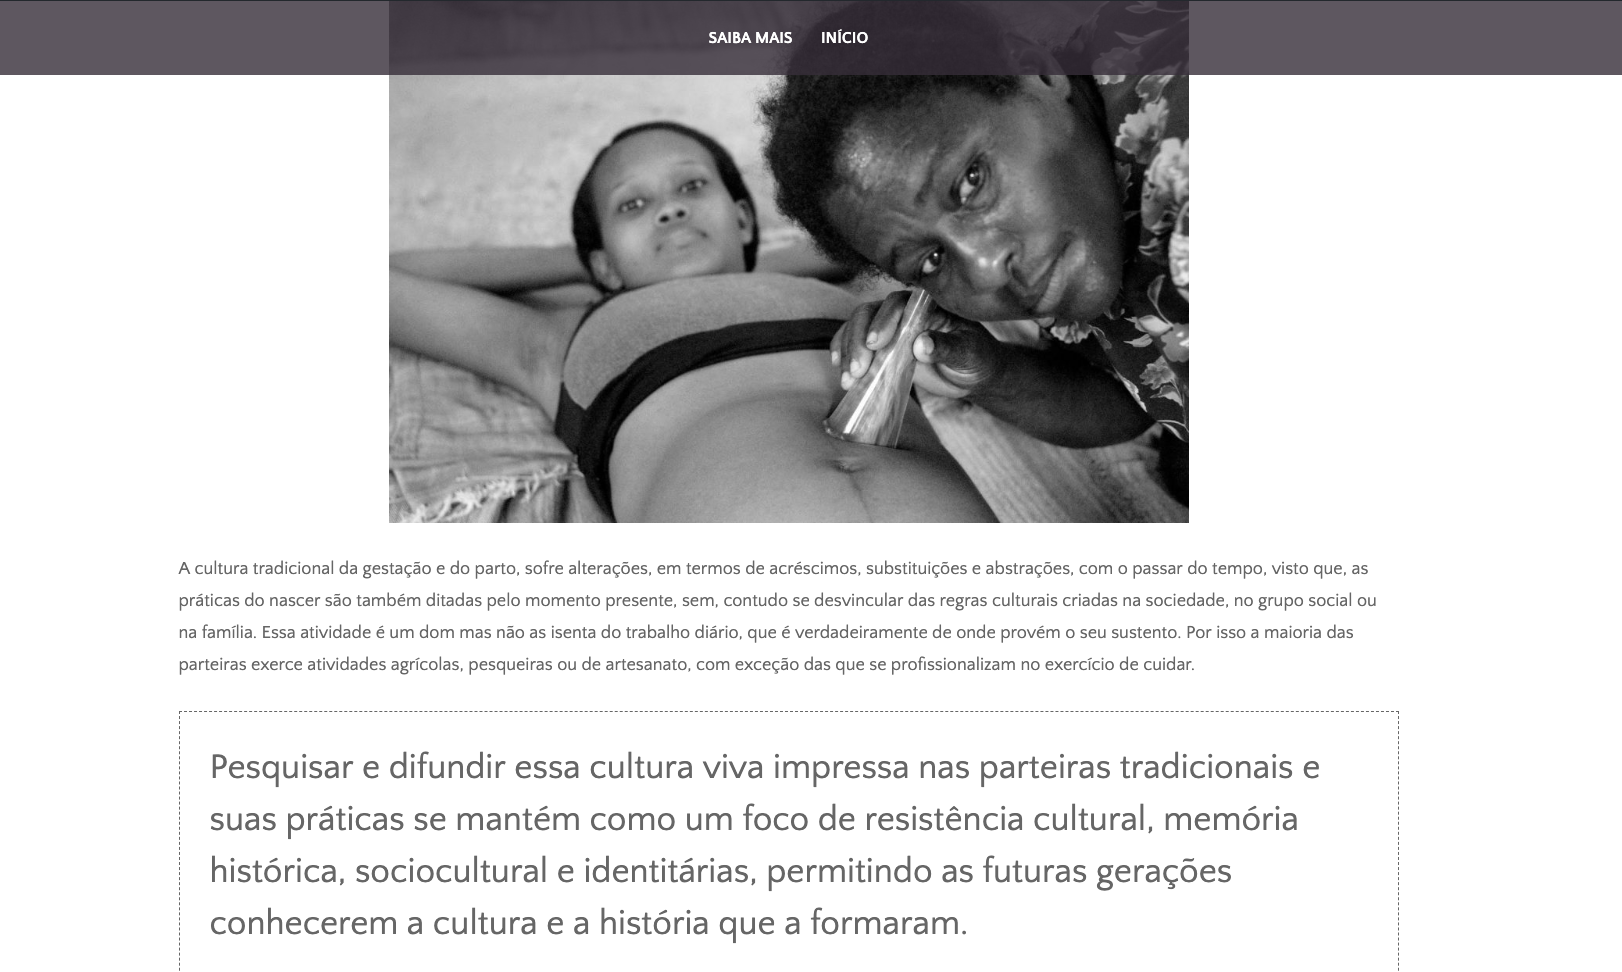 SAIBA MAIS INÍCIO
A cultura tradicional da gestação e do parto, sofre alterações, em termos de acréscimos, substituições e abstrações, com o passar do tempo, visto que, as
práticas do nascer são também ditadas pelo momento presente, sem, contudo se desvincular das regras culturais criadas na sociedade, no grupo social ou
na família. Essa atividade é um dom mas não as isenta do trabalho diário, que é verdadeiramente de onde provém o seu sustento. Por isso a maioria das
parteiras exerce atividades agrícolas, pesqueiras ou de artesanato, com exceção das que se profissionalizam no exercício de cuidar.
Pesquisar e difundir essa cultura viva impressa nas parteiras tradicionais e
suas práticas se mantém como um foco de resistência cultural, memória
histórica, sociocultural e identitárias, permitindo as futuras gerações
conhecerem a cultura e a história que a formaram.